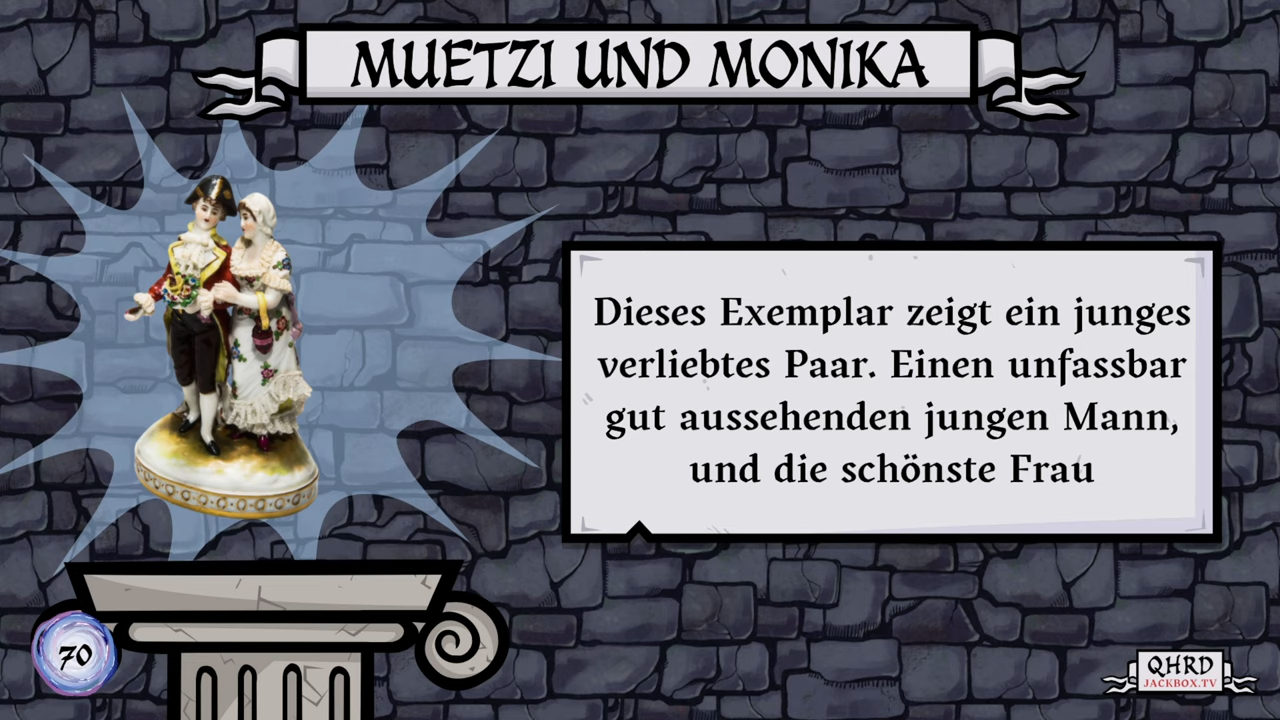 MUETZI UND MONIKA
Dieses Exemplar zeigt ein junges
verliebtes Paar. Einen unfassbar
gut aussehenden jungen Mann,
und die schönste Frau
70
QHRD
JACKBOX.TV